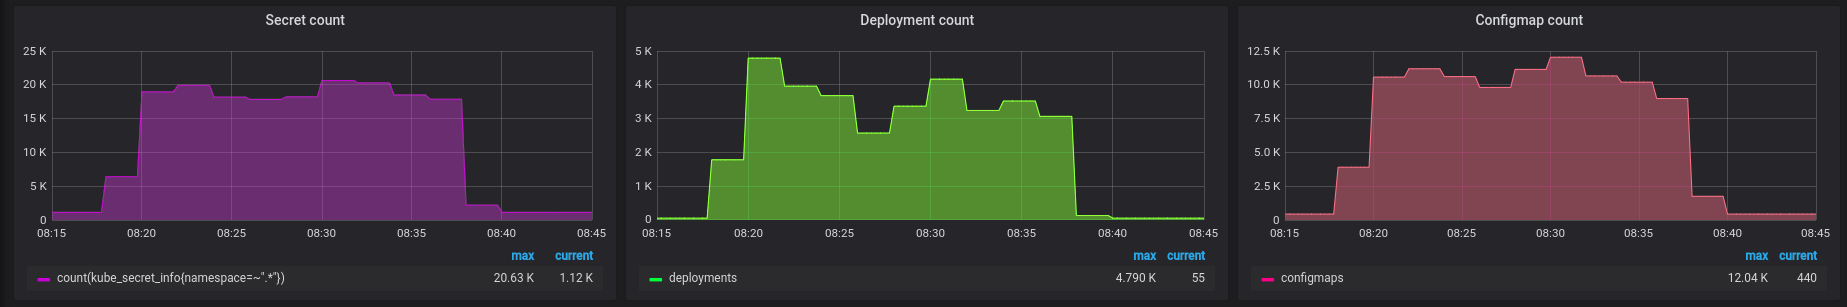 Secret count
25 K
20 K
15 K
10 K
5 K
0
08:15 08:20 08:25 08:30 08:35 08:40 08:45
max current
count(kube_secret_info{namespace=~".*"}) 20.63 K 1.12 K
Deployment count
5 K
4 K
3 K
2 K
1 K
0
08:15 08:20 08:25 08:30 08:35 08:40 08:45
max current
deployments 4.790 K 55
Configmap count
12.5 K
10.0 K
7.5 K
5.0 K
2.5 K
0
08:15 08:20 08:25 08:30 08:35 08:40 08:45
max current
configmaps 12.04 K 440